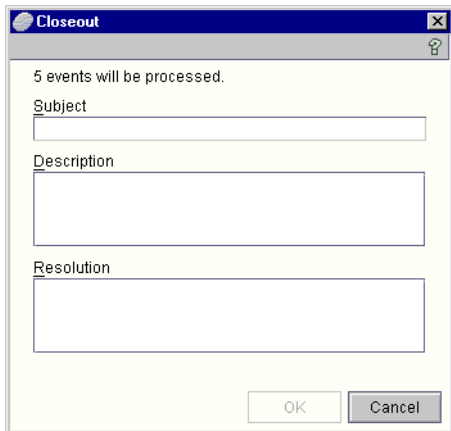 Closeout
5 events will be processed.
Subject
Description
Resolution
OK Cancel